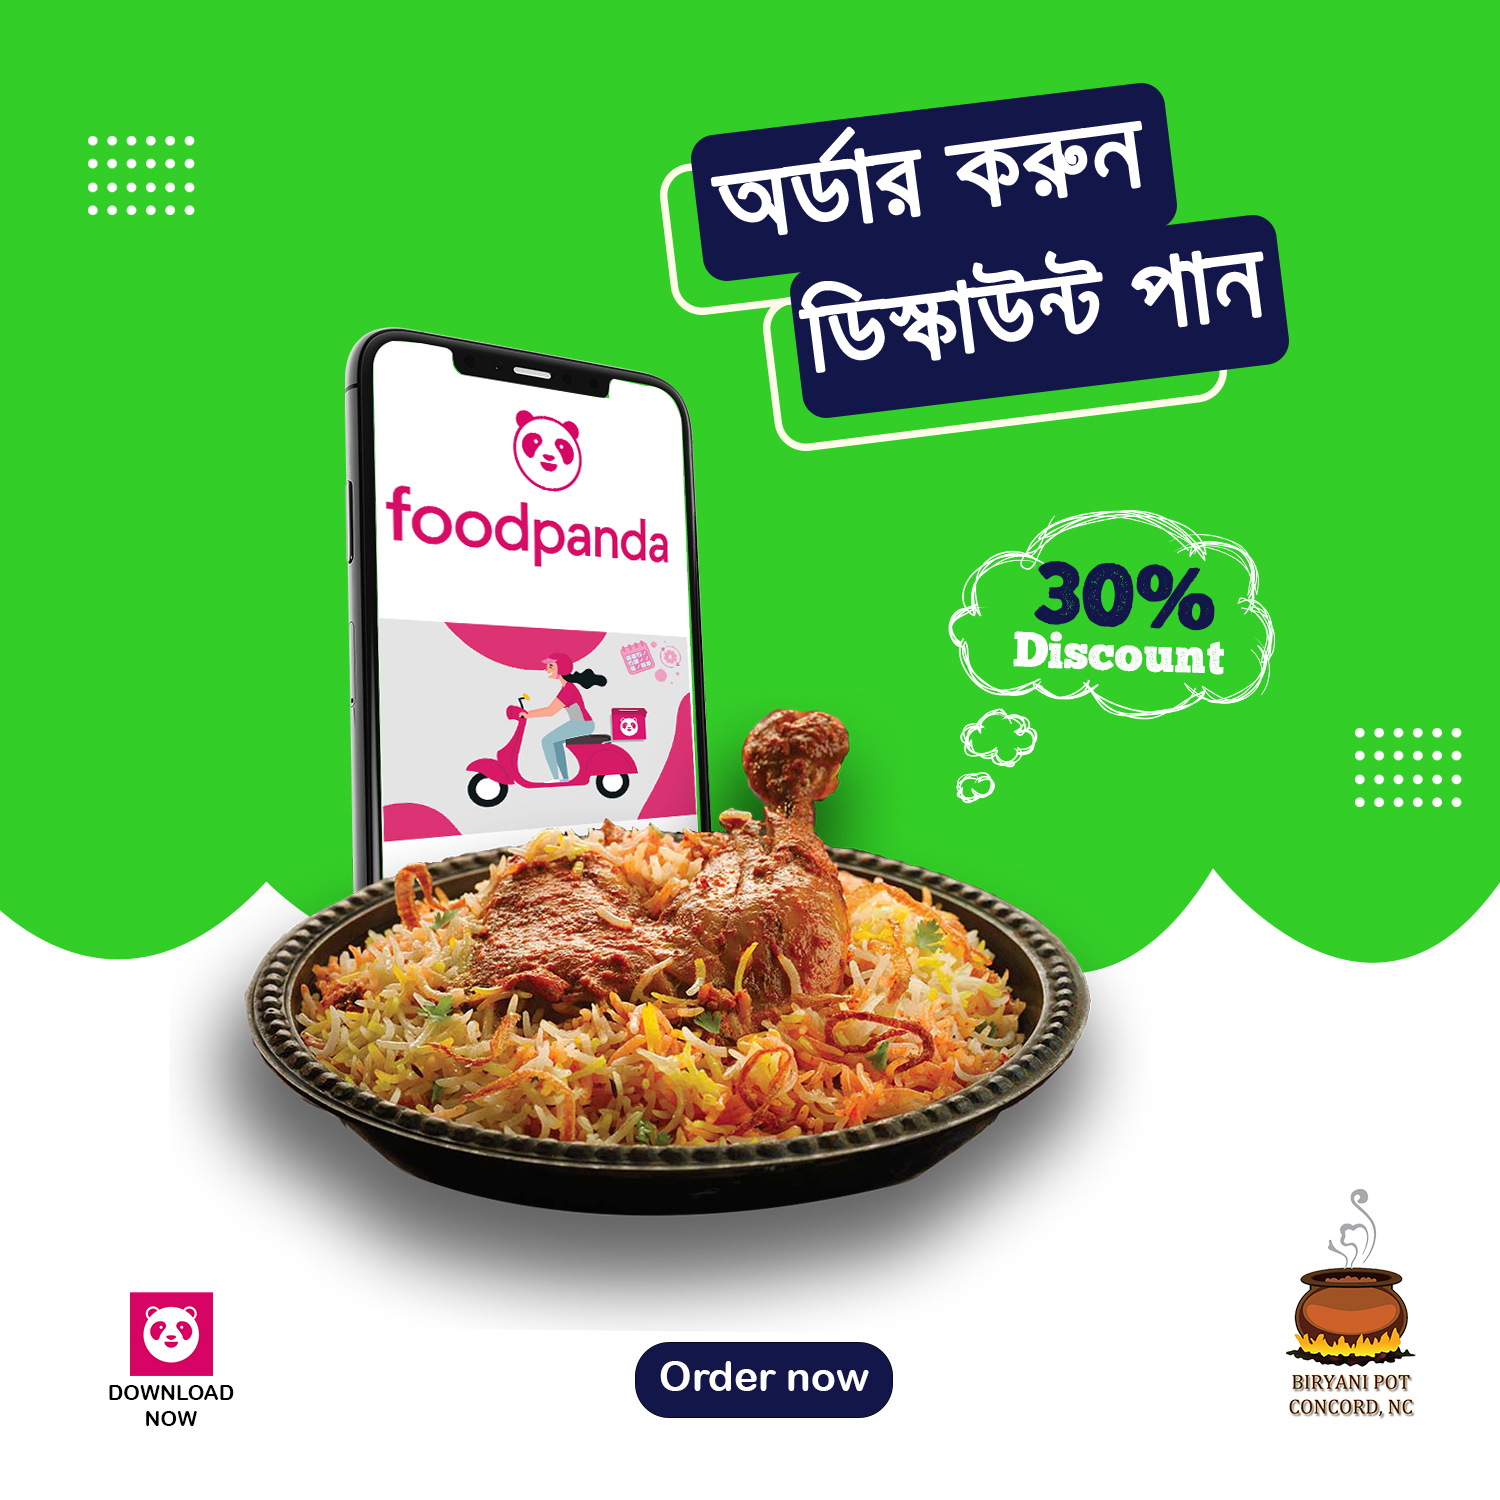 অর্ডার করুন
ডিস্কাউন্ট পান
foodpanda
30%
Discount
DOWNLOAD
NOW
Order now
BIRYANI POT
CONCORD, NC